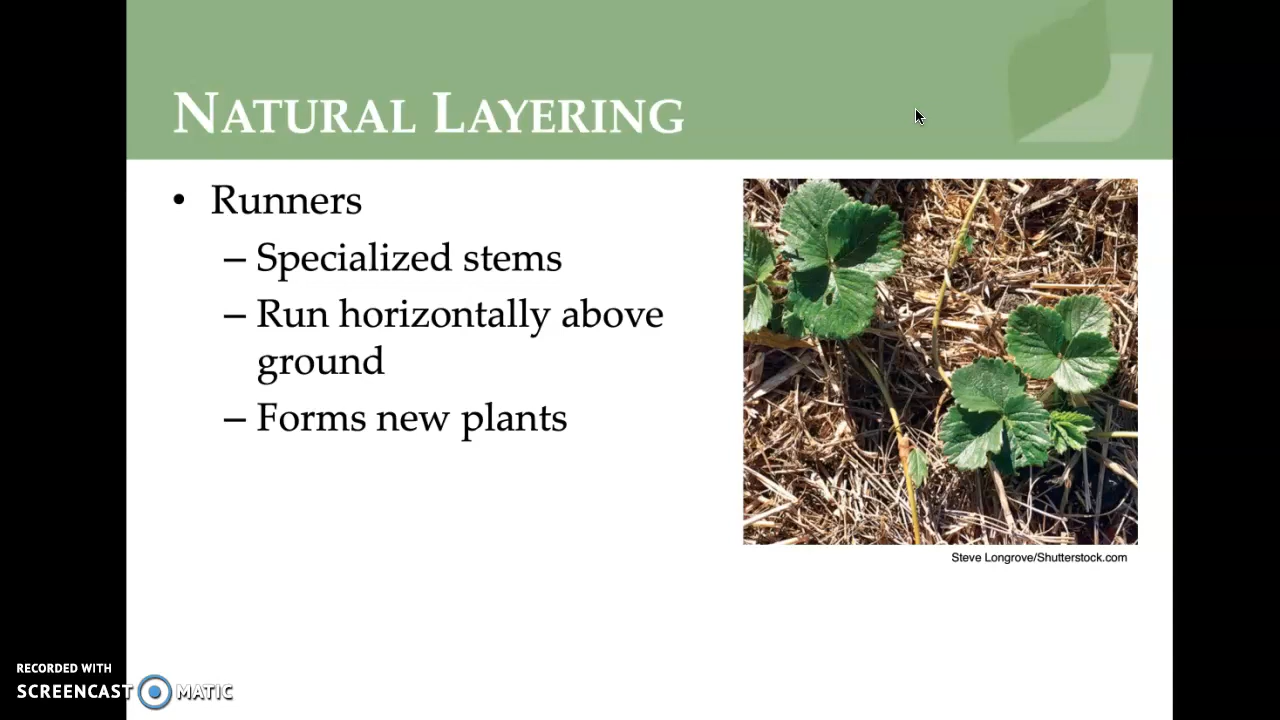 NATURAL LAYERING
• Runners
– Specialized stems
– Run horizontally above
ground
– Forms new plants
Steve Longrove/Shutterstock.com
RECORDED WITH
SCREENCAST MATIC